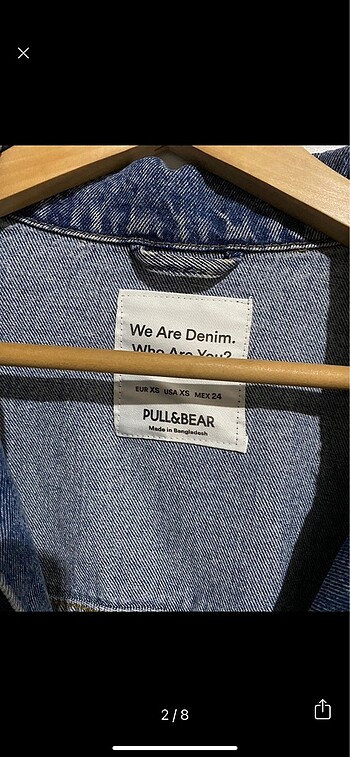 We Are Denim.
Who Are You?
EUR XS USA XS MEX 24
PULL&BEAR
Made in Bangladesh
2/8